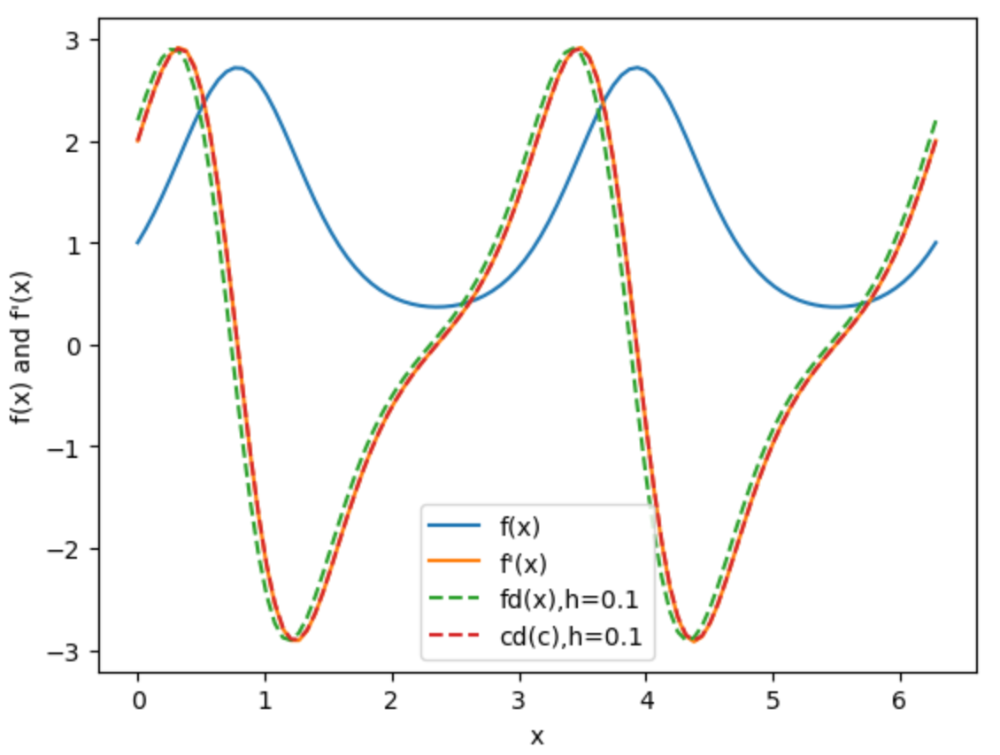 3
2
1
0
−1
−2
−3
f(x) and f'(x)
f(x)
f'(x)
fd(x),h=0.1
cd(c),h=0.1
0 1 2 3 4 5 6
x